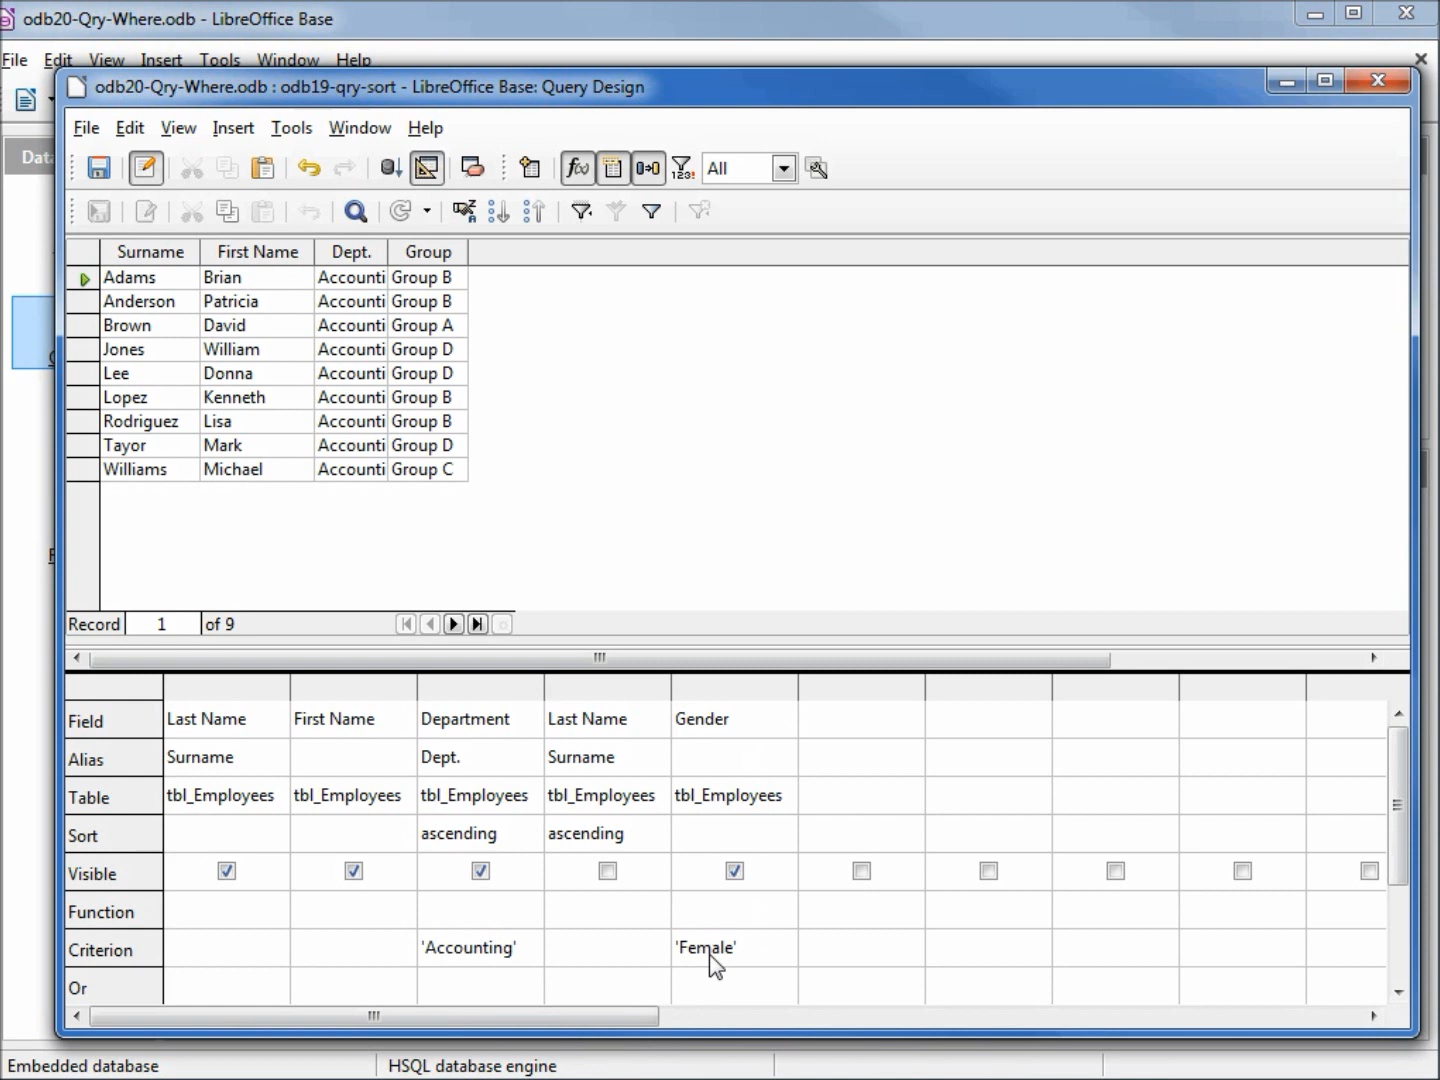 odb20-Qry-Where.odb - LibreOffice Base
File Edit View Insert Tools Window Help
odb20-Qry-Where.odb : odb19-qry-sort - LibreOffice Base: Query Design
File Edit View Insert Tools Window Help
All
Surname First Name Dept. Group
Adams Brian Accounti Group B
Anderson Patricia Accounti Group B
Brown David Accounti Group A
Jones William Accounti Group D
Lee Donna Accounti Group D
Lopez Kenneth Accounti Group B
Rodriguez Lisa Accounti Group B
Tayor Mark Accounti Group D
Williams Michael Accounti Group C
Record 1 of 9
Field Last Name First Name Department Last Name Gender
Alias Surname Dept. Surname
Table tbl_Employees tbl_Employees tbl_Employees tbl_Employees tbl_Employees
Sort ascending ascending
Visible
Function
Criterion 'Accounting' 'Female'
Or
Embedded database HSQL database engine